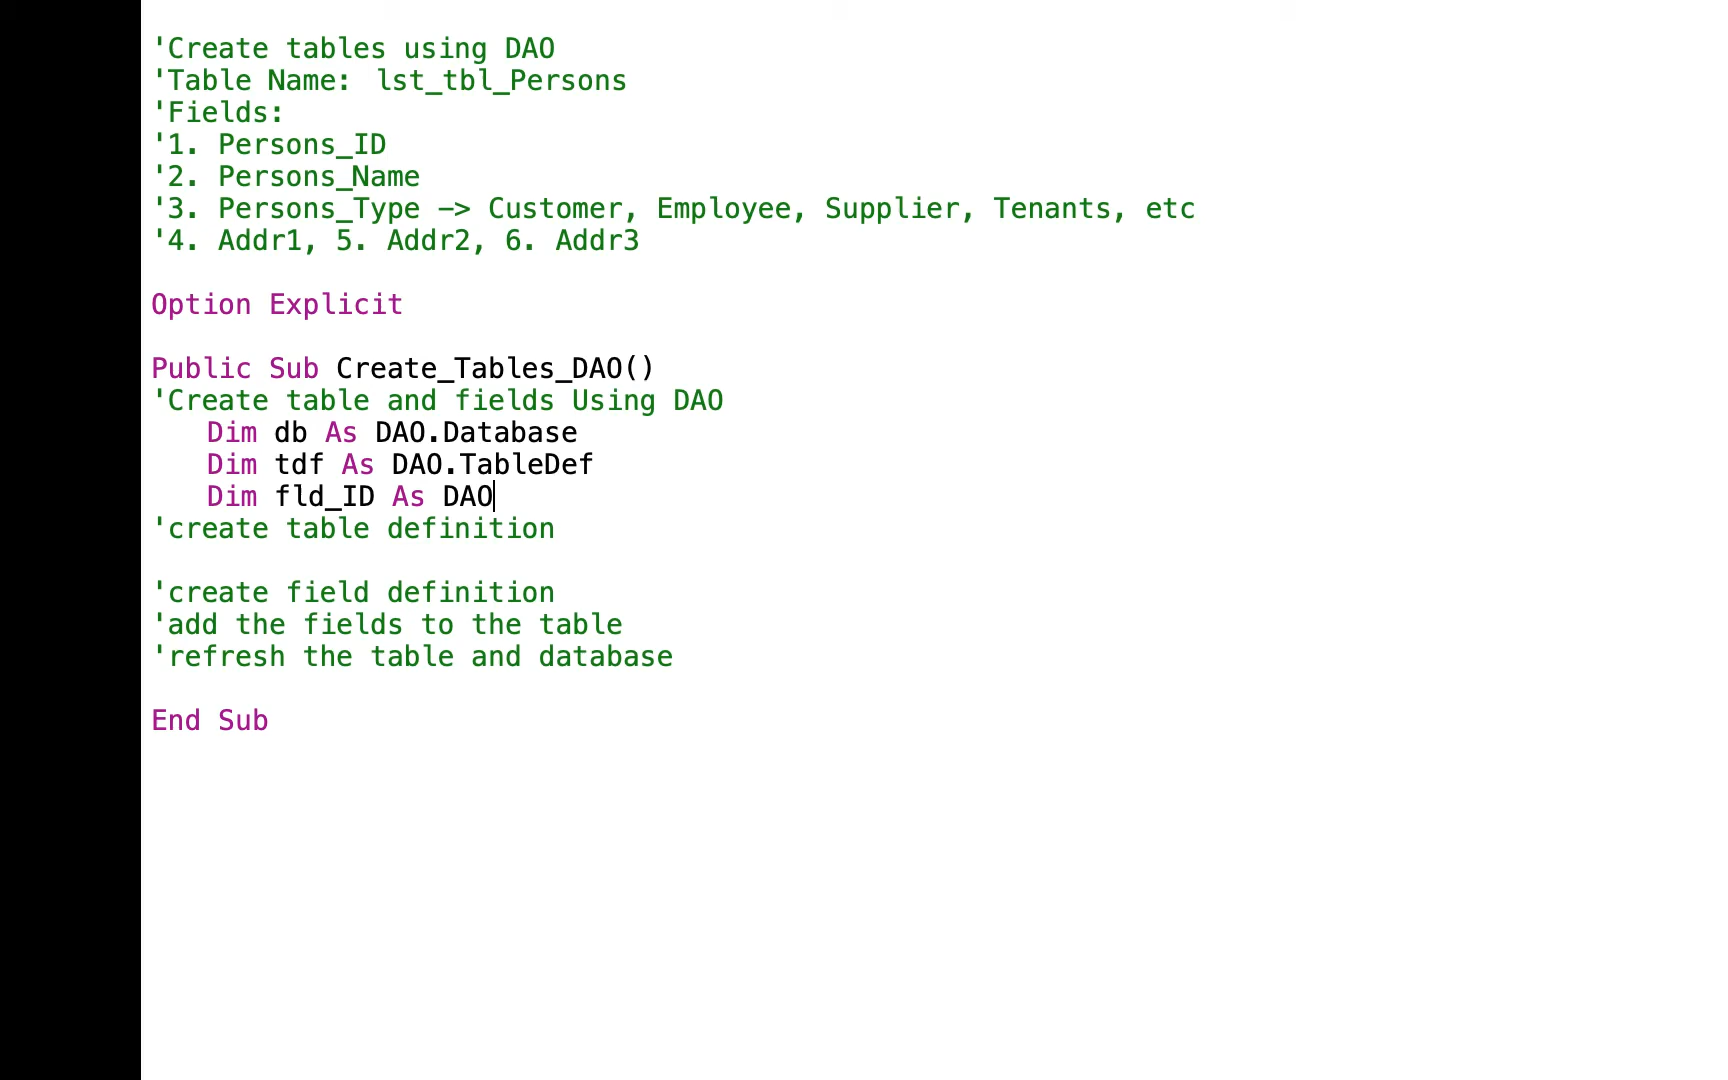 'Create tables using DAO
'Table Name: lst_tbl_Persons
'Fields:
'1. Persons_ID
'2. Persons_Name
'3. Persons_Type -> Customer, Employee, Supplier, Tenants, etc
'4. Addr1, 5. Addr2, 6. Addr3
Option Explicit
Public Sub Create_Tables_DAO()
'Create table and fields Using DAO
Dim db As DAO.Database
Dim tdf As DAO.TableDef
Dim fld_ID As DAO
'create table definition
'create field definition
'add the fields to the table
'refresh the table and database
End Sub